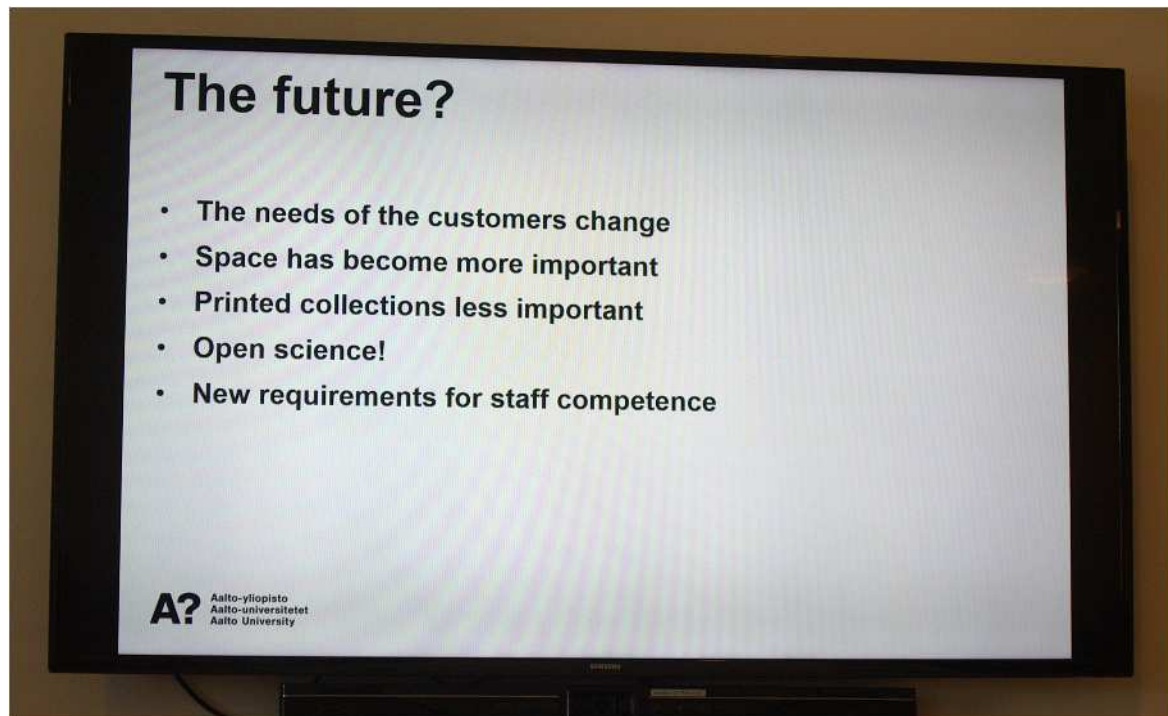 The future?
• The needs of the customers change
• Space has become more important
• Printed collections less important
• Open science!
• New requirements for staff competence
A?
Aalto-yliopisto
Aalto-universitetet
Aalto University
SAMSUNG